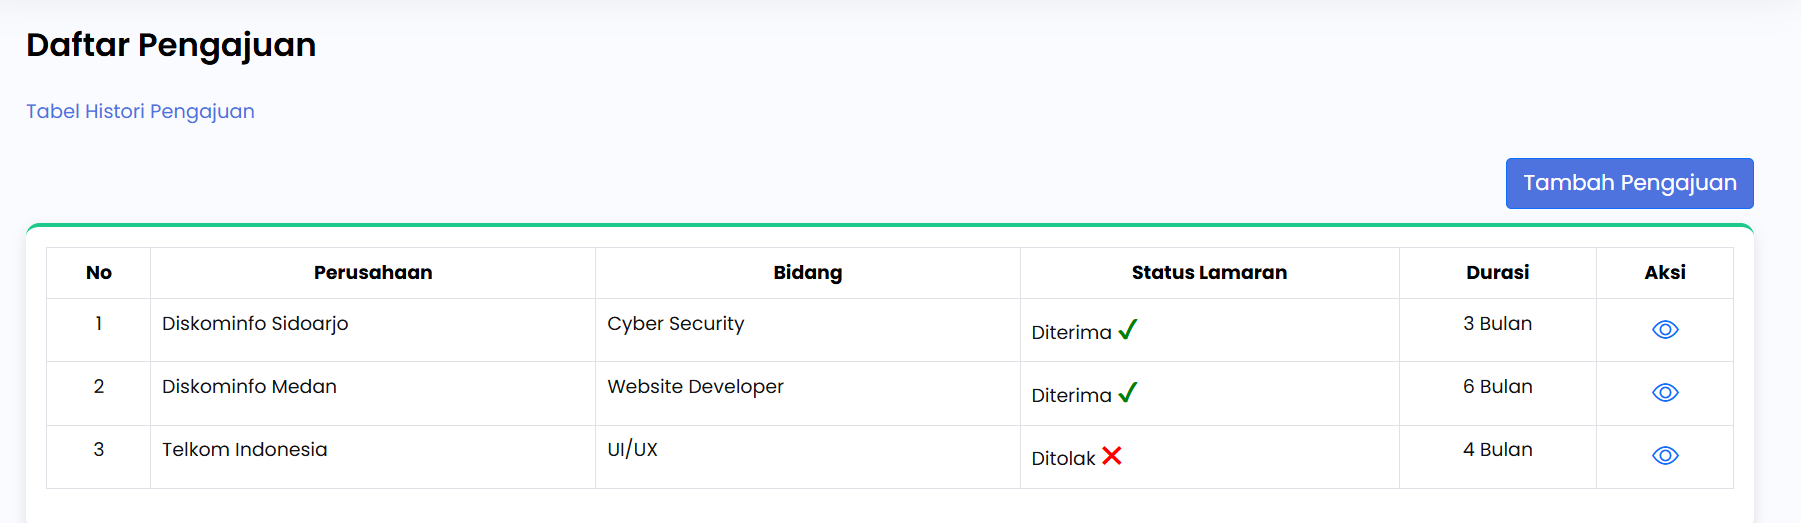 Daftar Pengajuan
Tabel Histori Pengajuan
Tambah Pengajuan
No Perusahaan Bidang Status Lamaran Durasi Aksi
1 Diskominfo Sidoarjo Cyber Security Diterima ✓ 3 Bulan
2 Diskominfo Medan Website Developer Diterima ✓ 6 Bulan
3 Telkom Indonesia UI/UX Ditolak ✕ 4 Bulan